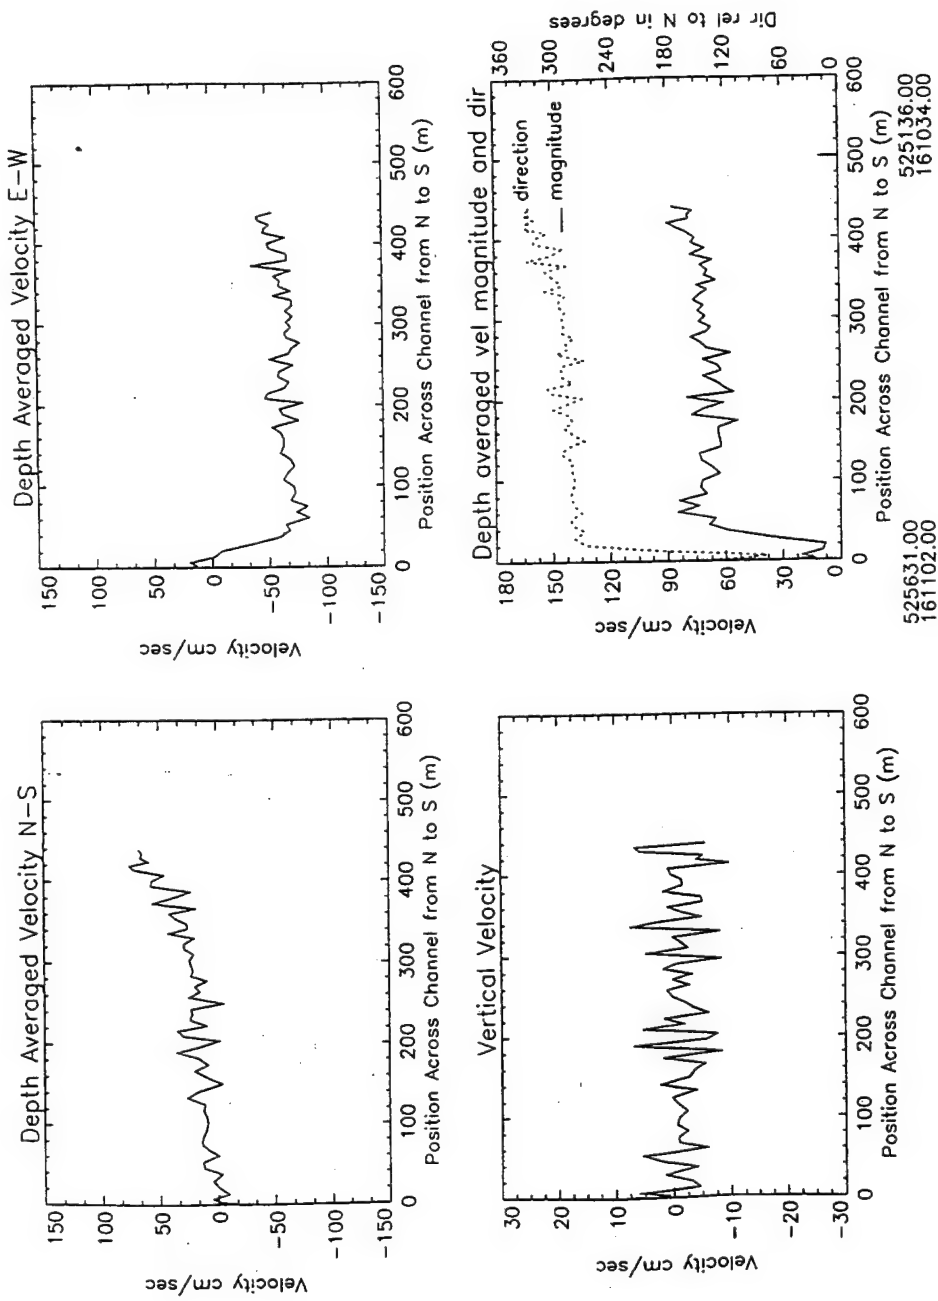 Depth Averaged Velocity N-S
150
100
50
0
-50
-100
-150
Velocity cm/sec
0 100 200 300 400 500 600
Position Across Channel from N to S (m)
Depth Averaged Velocity E-W
150
100
50
0
-50
-100
-150
Velocity cm/sec
0 100 200 300 400 500 600
Position Across Channel from N to S (m)
Vertical Velocity
30
20
10
0
-10
-20
-30
Velocity cm/sec
0 100 200 300 400 500 600
Position Across Channel from N to S (m)
Depth averaged vel magnitude and dir
180
150
120
90
60
30
0
Velocity cm/sec
direction
magnitude
360
300
240
180
120
60
0
Dir rel to N in degrees
0 100 200 300 400 500 600
Position Across Channel from N to S (m)
525631.00 525136.00
161102.00 161034.00